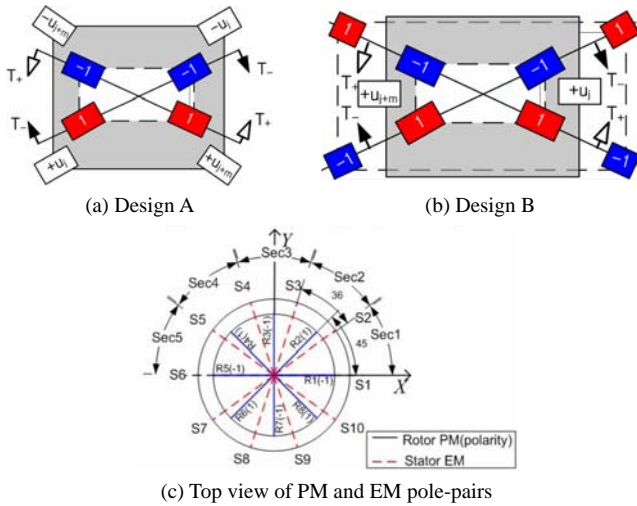 −u_{j+m}
−u_j
T_+
−1
−1
T_−
T_−
1
1
T_+
+u_j
+u_{j+m}
(a) Design A
1
1
T_+
−1
−1
T_−
+u_{j+m}
+u_j
T_−
1
1
T_+
−1
−1
(b) Design B
Y
Sec3
Sec4
Sec2
Sec5
Sec1
S4
S3
36
S5
S2
45
R3(-1)
R4(1)
R2(1)
S6
R5(-1)
R1(-1)
S1
X
R6(1)
R7(-1)
R8(1)
S7
S10
S8
S9
Rotor PM(polarity)
Stator EM
(c) Top view of PM and EM pole-pairs